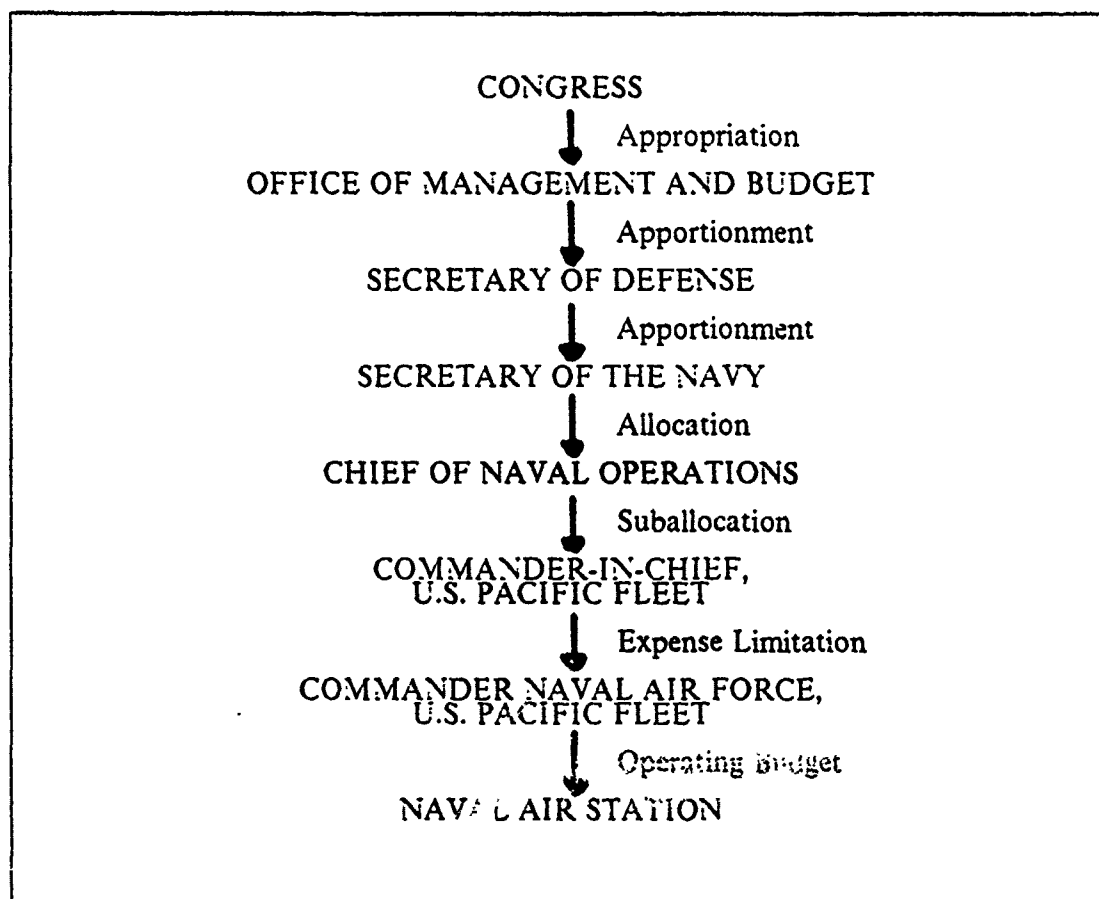 CONGRESS
Appropriation
OFFICE OF MANAGEMENT AND BUDGET
Apportionment
SECRETARY OF DEFENSE
Apportionment
SECRETARY OF THE NAVY
Allocation
CHIEF OF NAVAL OPERATIONS
Suballocation
COMMANDER-IN-CHIEF,
U.S. PACIFIC FLEET
Expense Limitation
COMMANDER NAVAL AIR FORCE,
U.S. PACIFIC FLEET
Operating Budget
NAVAL AIR STATION